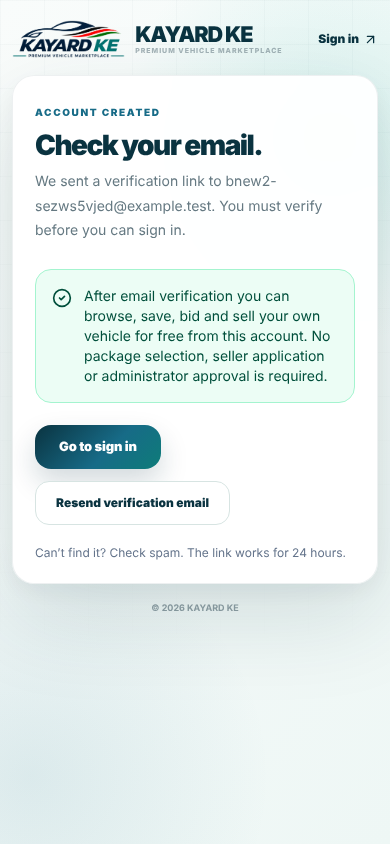 KAYARD KE
PREMIUM VEHICLE MARKETPLACE
KAYARD KE
PREMIUM VEHICLE MARKETPLACE
Sign in
ACCOUNT CREATED
Check your email.
We sent a verification link to bnew2-
sezws5vjed@example.test. You must verify
before you can sign in.
After email verification you can
browse, save, bid and sell your own
vehicle for free from this account. No
package selection, seller application
or administrator approval is required.
Go to sign in
Resend verification email
Can’t find it? Check spam. The link works for 24 hours.
© 2026 KAYARD KE